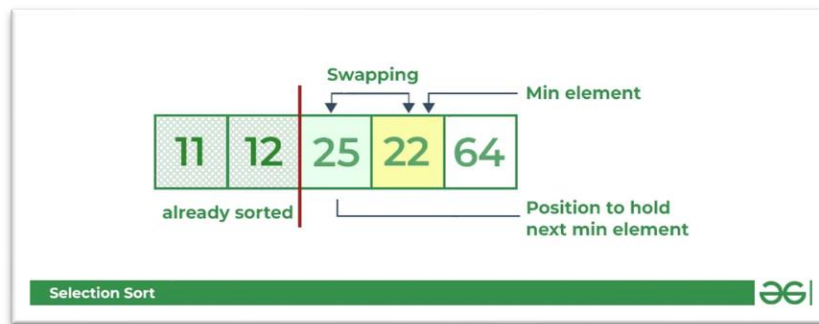 Swapping
Min element
11 12 25 22 64
already sorted
Position to hold
next min element
Selection Sort